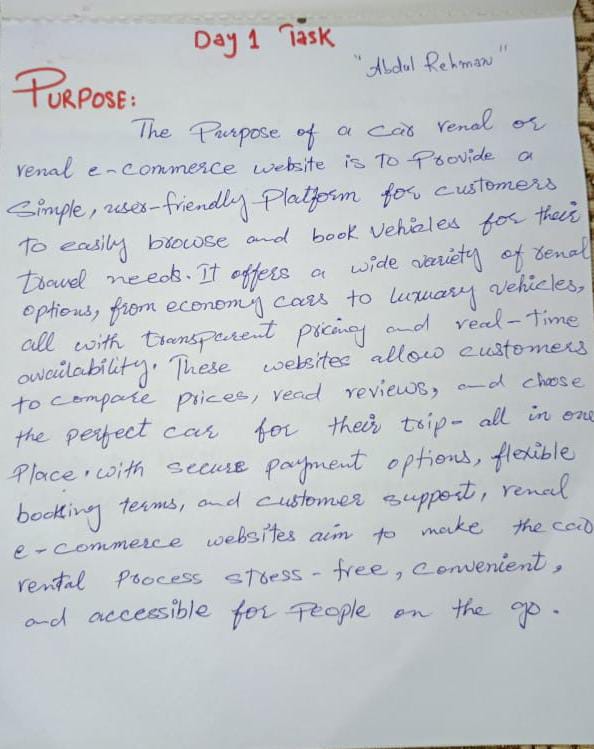 Day 1 Task
"Abdul Rehman"
PURPOSE:
The Purpose of a car renal or
renal e-commerce website is To Provide a
Simple, user-friendly Platform for customers
To easily browse and book vehicles for their
travel needs. It offers a wide variety of renal
options, from economy cars to luxuary vehicles,
all with transparent pricing and real-time
availability. These websites allow customers
to compare prices, read reviews, and choose
the perfect car for their trip- all in one
Place. with secure payment options, flexible
booking terms, and customer support, renal
e-commerce websites aim to make the car
rental Process stress-free, convenient,
and accessible for People on the go.